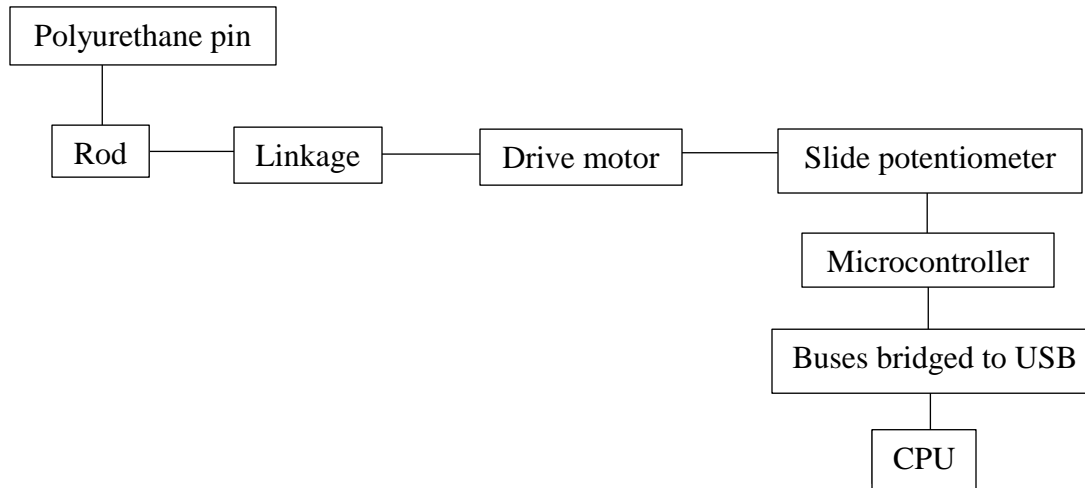 Polyurethane pin
Rod
Linkage
Drive motor
Slide potentiometer
Microcontroller
Buses bridged to USB
CPU